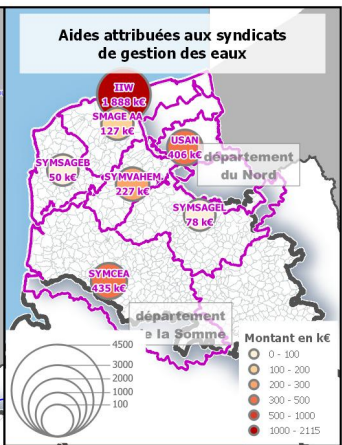 Aides attribuées aux syndicats
de gestion des eaux
IIW
1 888 k€
SMAGE AA
127 k€
USAN
406 k€
département
du Nord
SYMSAGEB
50 k€
SYMVAHEM
227 k€
SYMSAGEL
78 k€
SYMCEA
435 k€
département
de la Somme
4500
3000
2000
1000
100
Montant en k€
0 - 100
100 - 200
200 - 300
300 - 500
500 - 1000
1000 - 2115